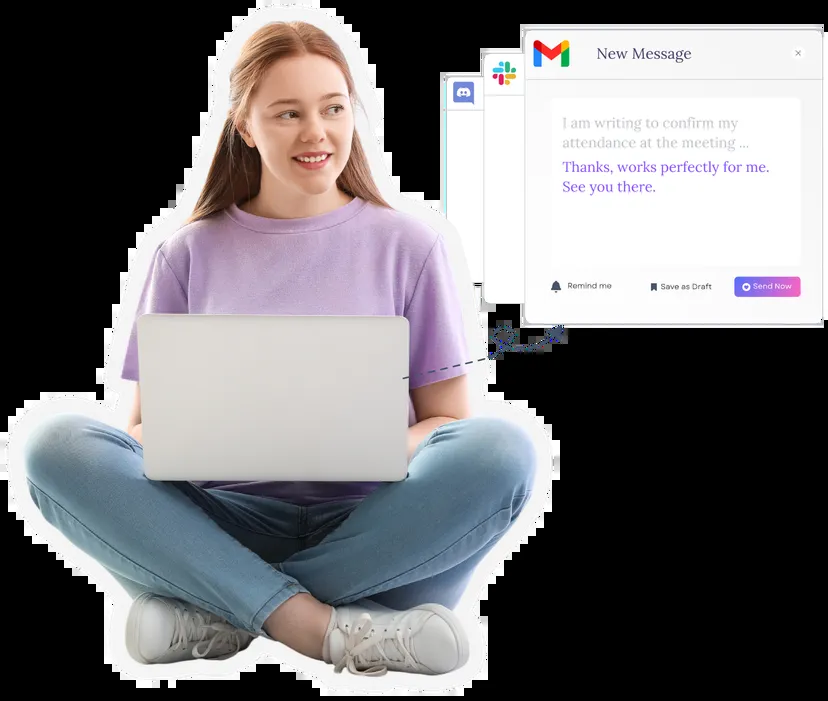 New Message
I am writing to confirm my
attendance at the meeting ...
Thanks, works perfectly for me.
See you there.
Remind me
Save as Draft
Send Now